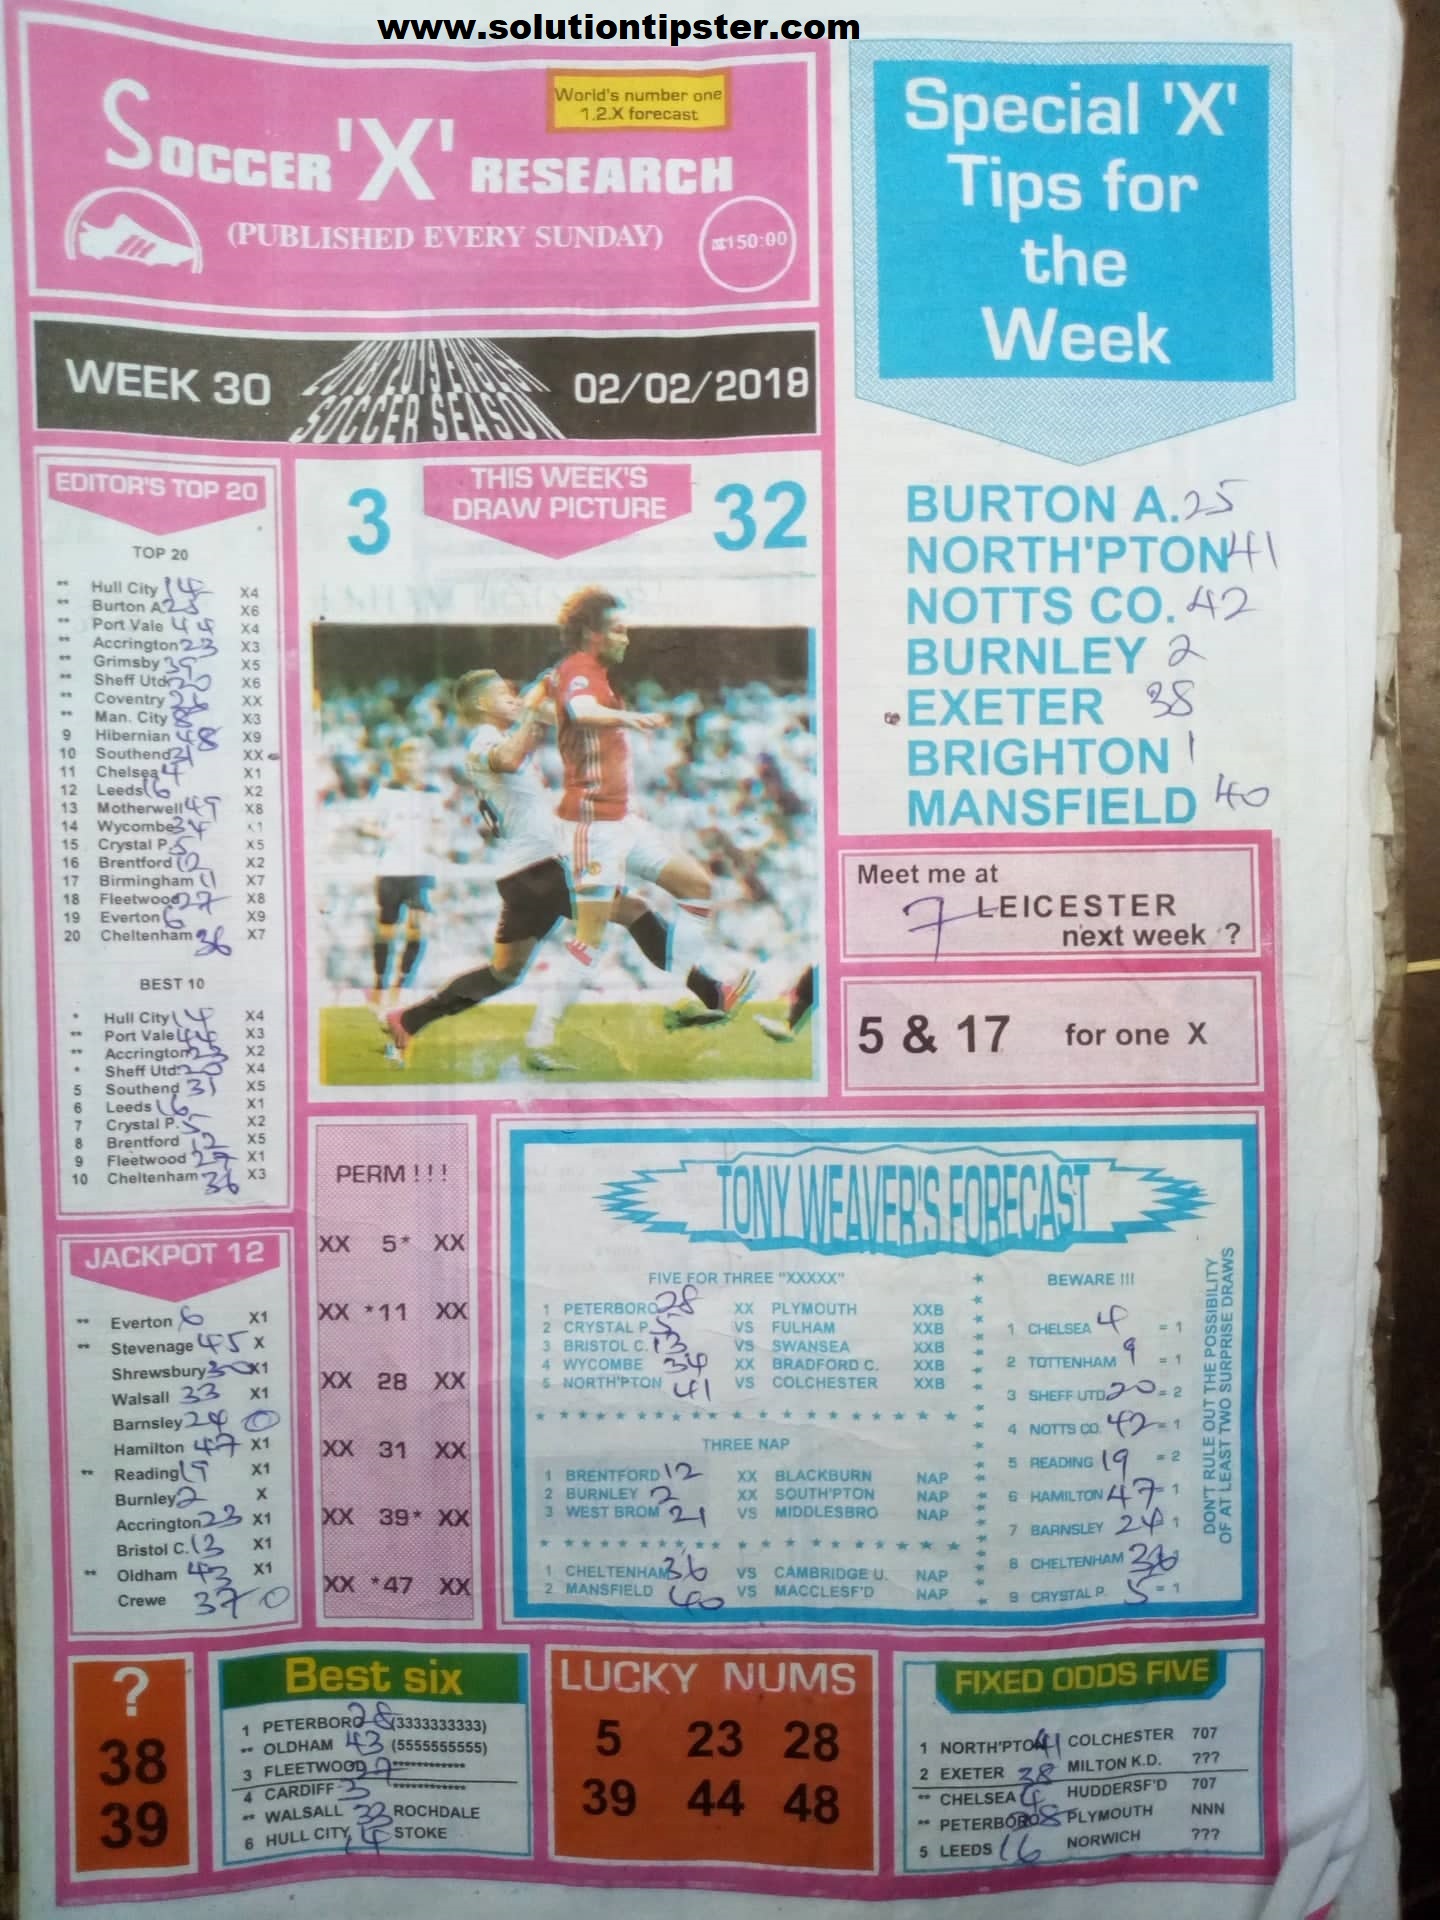 www.solutiontipster.com
World's number one
1.2.X forecast
SOCCER 'X' RESEARCH
(PUBLISHED EVERY SUNDAY)
₦150:00
WEEK 30
2018/2019 ENGLISH
SOCCER SEASON
02/02/2019
Special 'X'
Tips for
the
Week
BURTON A. 25
NORTH'PTON 41
NOTTS CO. 42
BURNLEY 2
EXETER 38
BRIGHTON 1
MANSFIELD 40
Meet me at
7 LEICESTER
next week ?
5 & 17 for one X
EDITOR'S TOP 20
TOP 20
** Hull City 14 X4
** Burton A. 25 X6
** Port Vale 44 X4
** Accrington 23 X3
** Grimsby 39 X5
** Sheff Utd 20 X6
** Coventry 26 XX
** Man. City 8 X3
9 Hibernian 48 X9
10 Southend 31 XX
11 Chelsea 4 X1
12 Leeds 16 X2
13 Motherwell 49 X8
14 Wycombe 34 X1
15 Crystal P. 5 X5
16 Brentford 12 X2
17 Birmingham 11 X7
18 Fleetwood 27 X8
19 Everton 6 X9
20 Cheltenham 36 X7
BEST 10
* Hull City 14 X4
** Port Vale 44 X3
** Accrington 23 X2
* Sheff Utd. 20 X4
5 Southend 31 X5
6 Leeds 16 X1
7 Crystal P. 5 X2
8 Brentford 12 X5
9 Fleetwood 27 X1
10 Cheltenham 36 X3
3
THIS WEEK'S
DRAW PICTURE
32
JACKPOT 12
** Everton 6 X1
** Stevenage 45 X
Shrewsbury 30 X1
Walsall 33 X1
Barnsley 24 0
Hamilton 47 X1
** Reading 19 X1
Burnley 2 X
Accrington 23 X1
Bristol C. 13 X1
** Oldham 43 X1
Crewe 37 0
PERM !!!
XX 5* XX
XX *11 XX
XX 28 XX
XX 31 XX
XX 39* XX
XX *47 XX
TONY WEAVER'S FORECAST
FIVE FOR THREE "XXXXX"
1 PETERBORO 28 XX PLYMOUTH XXB
2 CRYSTAL P. 5 VS FULHAM XXB
3 BRISTOL C. 13 VS SWANSEA XXB
4 WYCOMBE 34 XX BRADFORD C. XXB
5 NORTH'PTON 41 VS COLCHESTER XXB
THREE NAP
1 BRENTFORD 12 XX BLACKBURN NAP
2 BURNLEY 2 XX SOUTH'PTON NAP
3 WEST BROM 21 VS MIDDLESBRO NAP
1 CHELTENHAM 36 VS CAMBRIDGE U. NAP
2 MANSFIELD 40 VS MACCLESF'D NAP
BEWARE !!!
1 CHELSEA 4 = 1
2 TOTTENHAM 9 = 1
3 SHEFF UTD 20 = 2
4 NOTTS CO. 42 = 1
5 READING 19 = 2
6 HAMILTON 47 = 1
7 BARNSLEY 24 1
8 CHELTENHAM 36 1
9 CRYSTAL P. 5 = 1
DON'T RULE OUT THE POSSIBILITY
OF AT LEAST TWO SURPRISE DRAWS
?
38
39
Best six
1 PETERBORO 28 (3333333333)
** OLDHAM 43 (5555555555)
3 FLEETWOOD 27 ************
4 CARDIFF 3 ************
** WALSALL 33 ROCHDALE
6 HULL CITY 14 STOKE
LUCKY NUMS
5 23 28
39 44 48
FIXED ODDS FIVE
1 NORTH'PTON 41 COLCHESTER 707
2 EXETER 38 MILTON K.D. ???
** CHELSEA 4 HUDDERSF'D 707
** PETERBORO 28 PLYMOUTH NNN
5 LEEDS 16 NORWICH ???